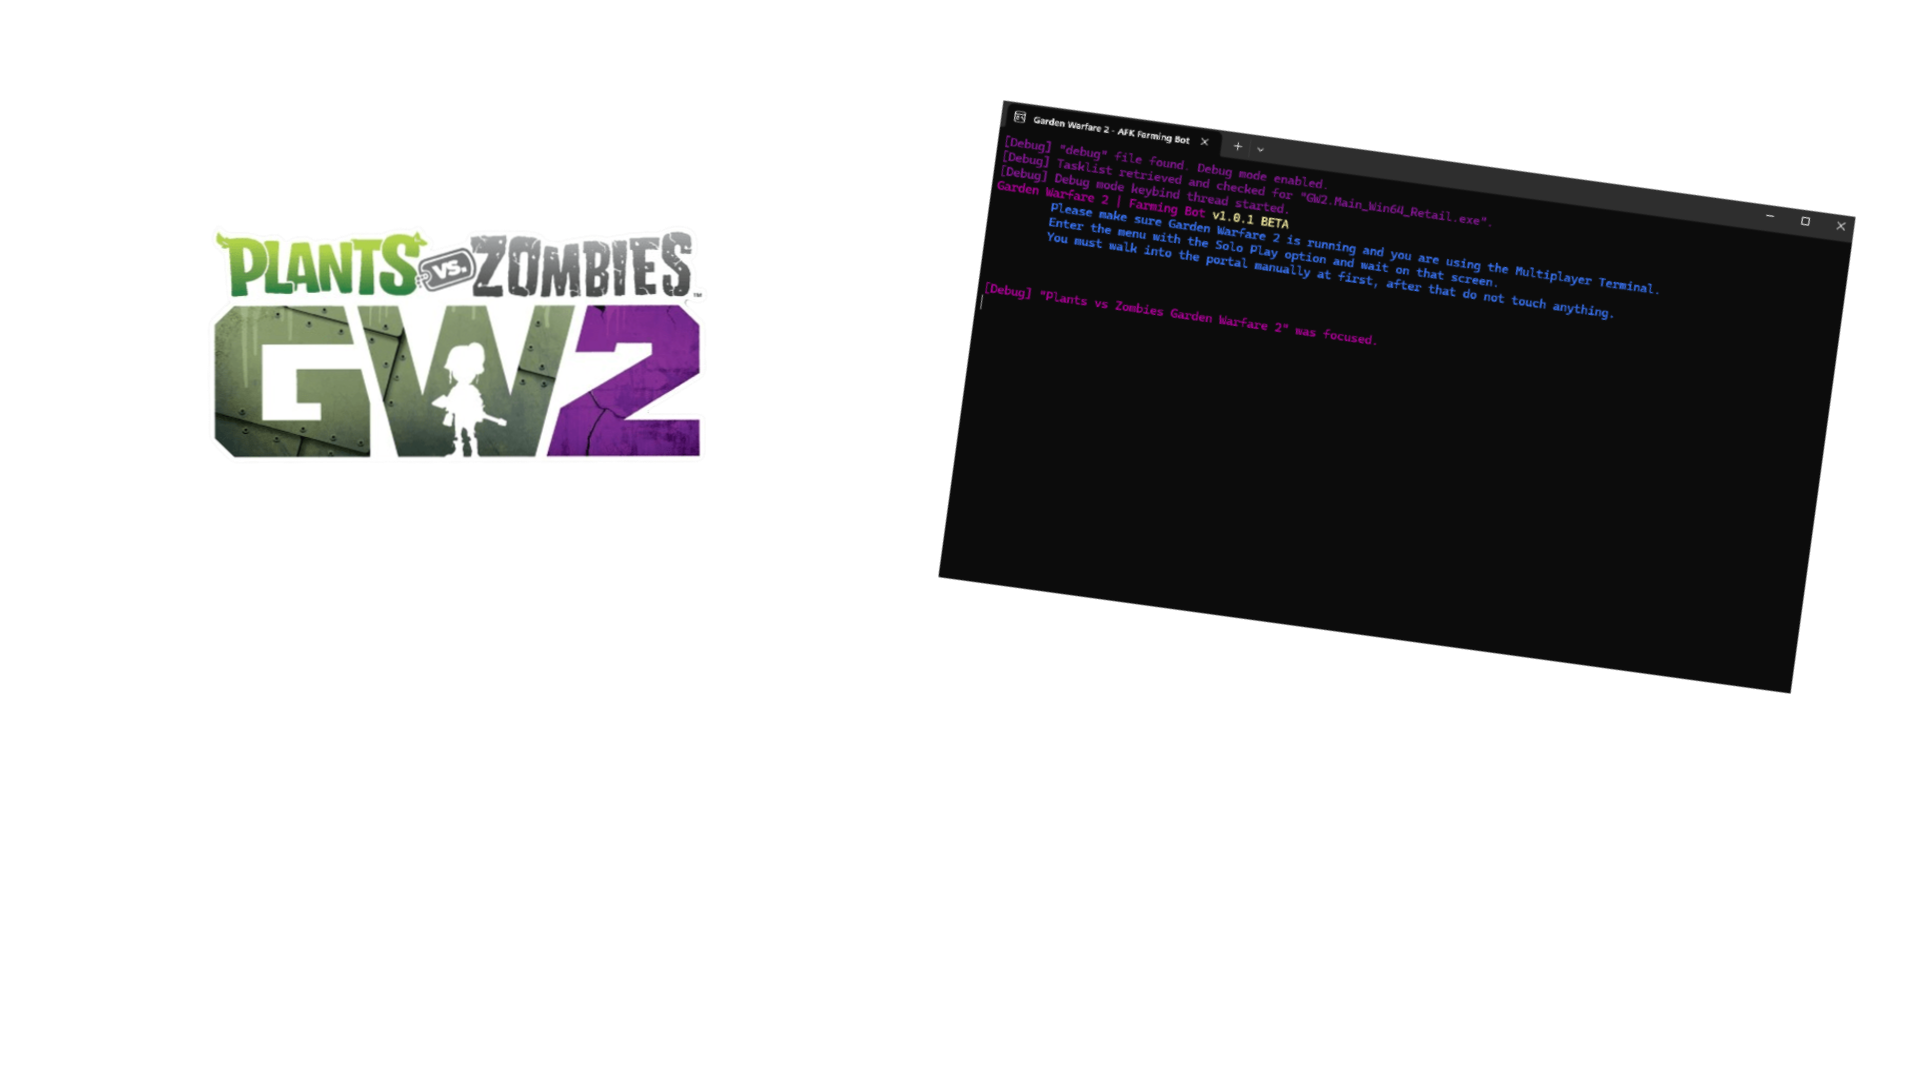 PLANTS VS. ZOMBIES™
GW2
Garden Warfare 2 - AFK Farming Bot
[Debug] "debug" file found. Debug mode enabled.
[Debug] Tasklist retrieved and checked for "GW2.Main_Win64_Retail.exe".
[Debug] Debug mode keybind thread started.
Garden Warfare 2 | Farming Bot v1.0.1 BETA
Please make sure Garden Warfare 2 is running and you are using the Multiplayer Terminal.
Enter the menu with the Solo Play option and wait on that screen.
You must walk into the portal manually at first, after that do not touch anything.
[Debug] "Plants vs Zombies Garden Warfare 2" was focused.